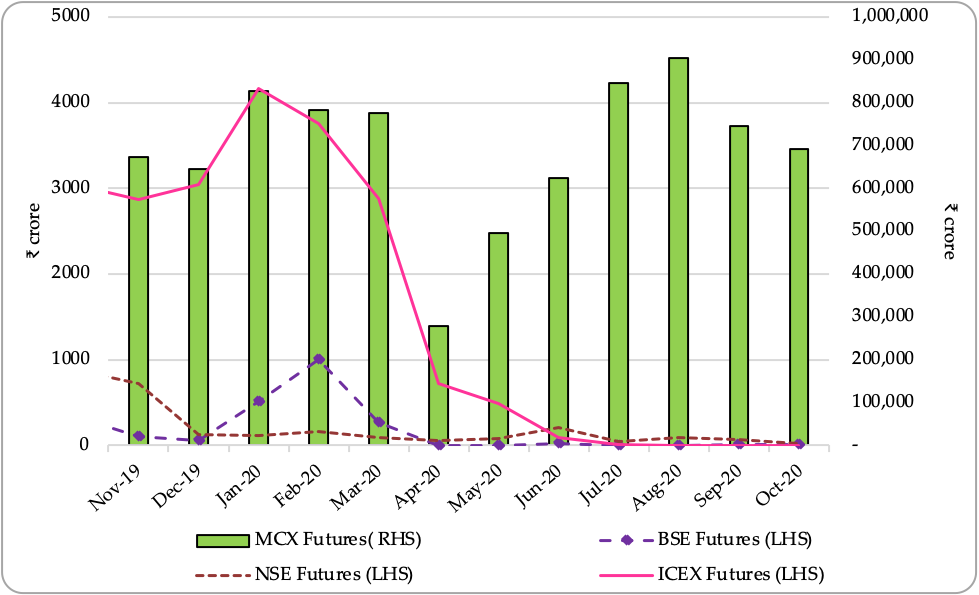 5000
4000
3000
2000
1000
0
₹ crore
1,000,000
900,000
800,000
700,000
600,000
500,000
400,000
300,000
200,000
100,000
-
₹ crore
Nov-19
Dec-19
Jan-20
Feb-20
Mar-20
Apr-20
May-20
Jun-20
Jul-20
Aug-20
Sep-20
Oct-20
MCX Futures( RHS)
BSE Futures (LHS)
NSE Futures (LHS)
ICEX Futures (LHS)